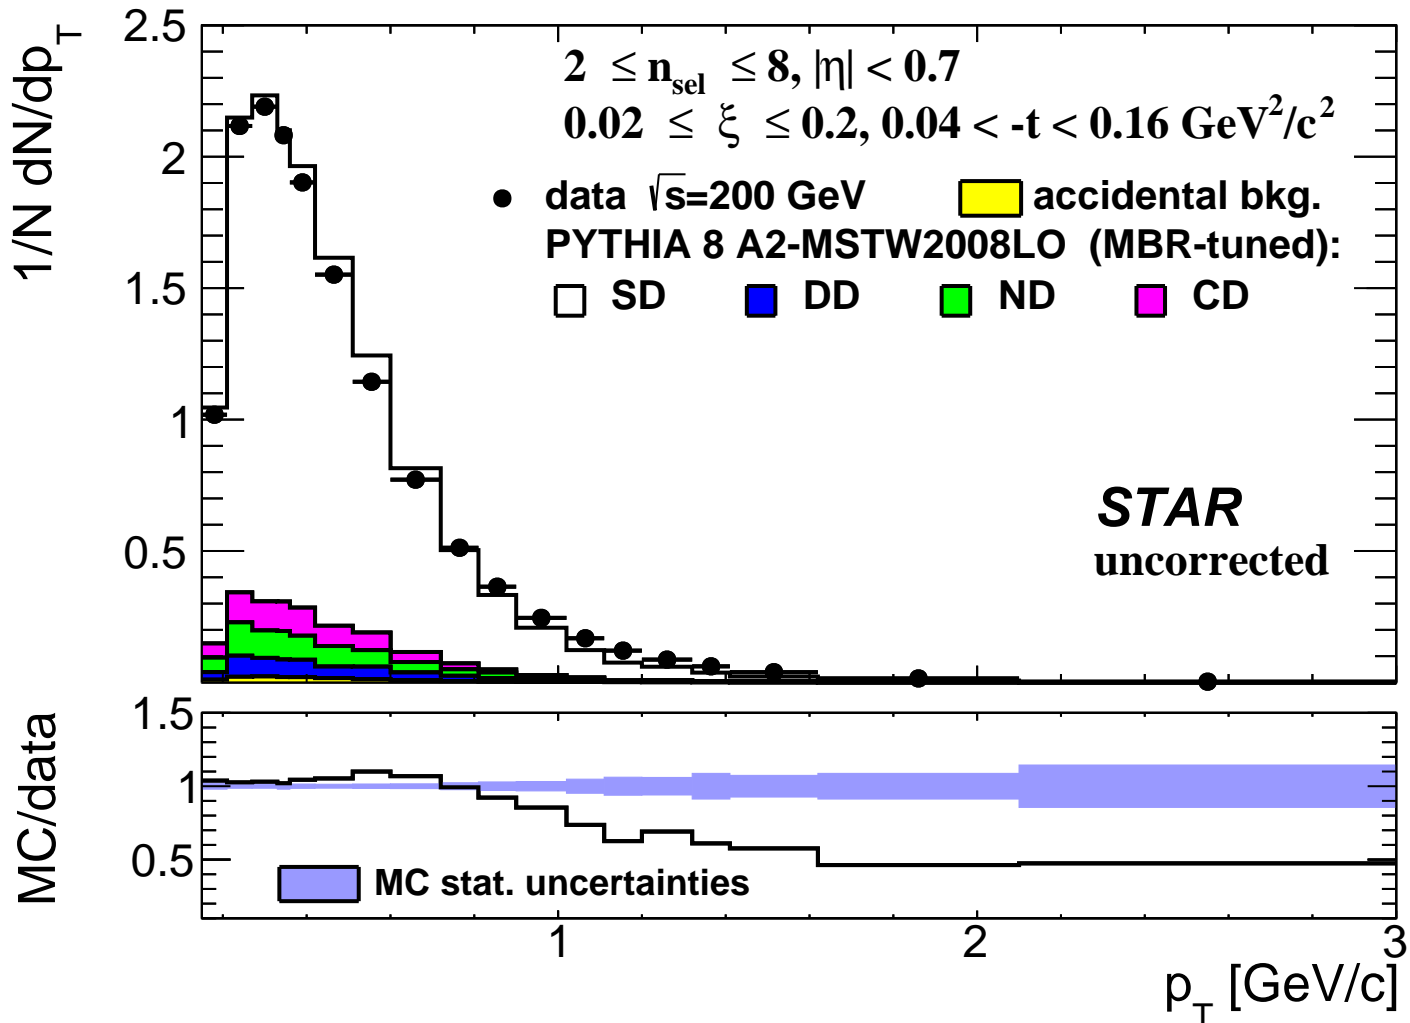 1/N dN/dp_T
2.5
2
1.5
1
0.5
2 ≤ n_sel ≤ 8, |η| < 0.7
0.02 ≤ ξ ≤ 0.2, 0.04 < -t < 0.16 GeV²/c²
data √s=200 GeV
accidental bkg.
PYTHIA 8 A2-MSTW2008LO (MBR-tuned):
SD DD ND CD
STAR
uncorrected
MC/data
1.5
1
0.5
MC stat. uncertainties
1 2 3
p_T [GeV/c]